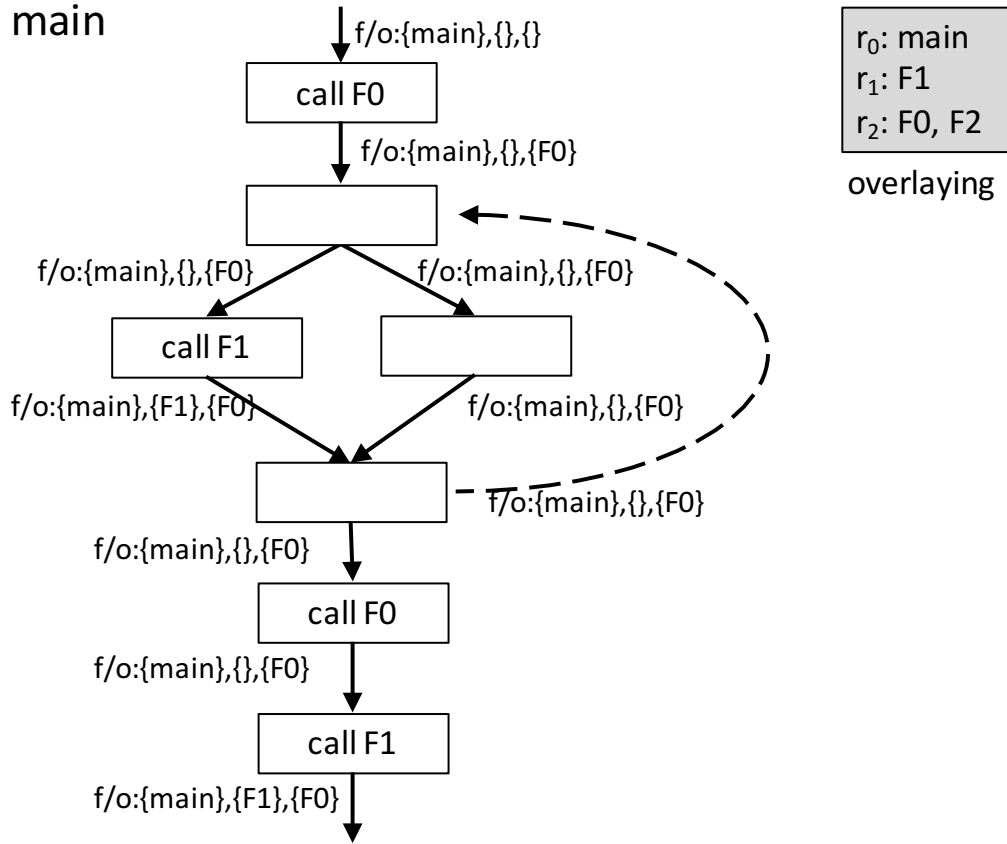 main
f/o:{main},{},{}
call F0
f/o:{main},{},{F0}
f/o:{main},{},{F0}
f/o:{main},{},{F0}
call F1
f/o:{main},{F1},{F0}
f/o:{main},{},{F0}
f/o:{main},{},{F0}
f/o:{main},{},{F0}
call F0
f/o:{main},{},{F0}
call F1
f/o:{main},{F1},{F0}
r₀: main
r₁: F1
r₂: F0, F2
overlaying